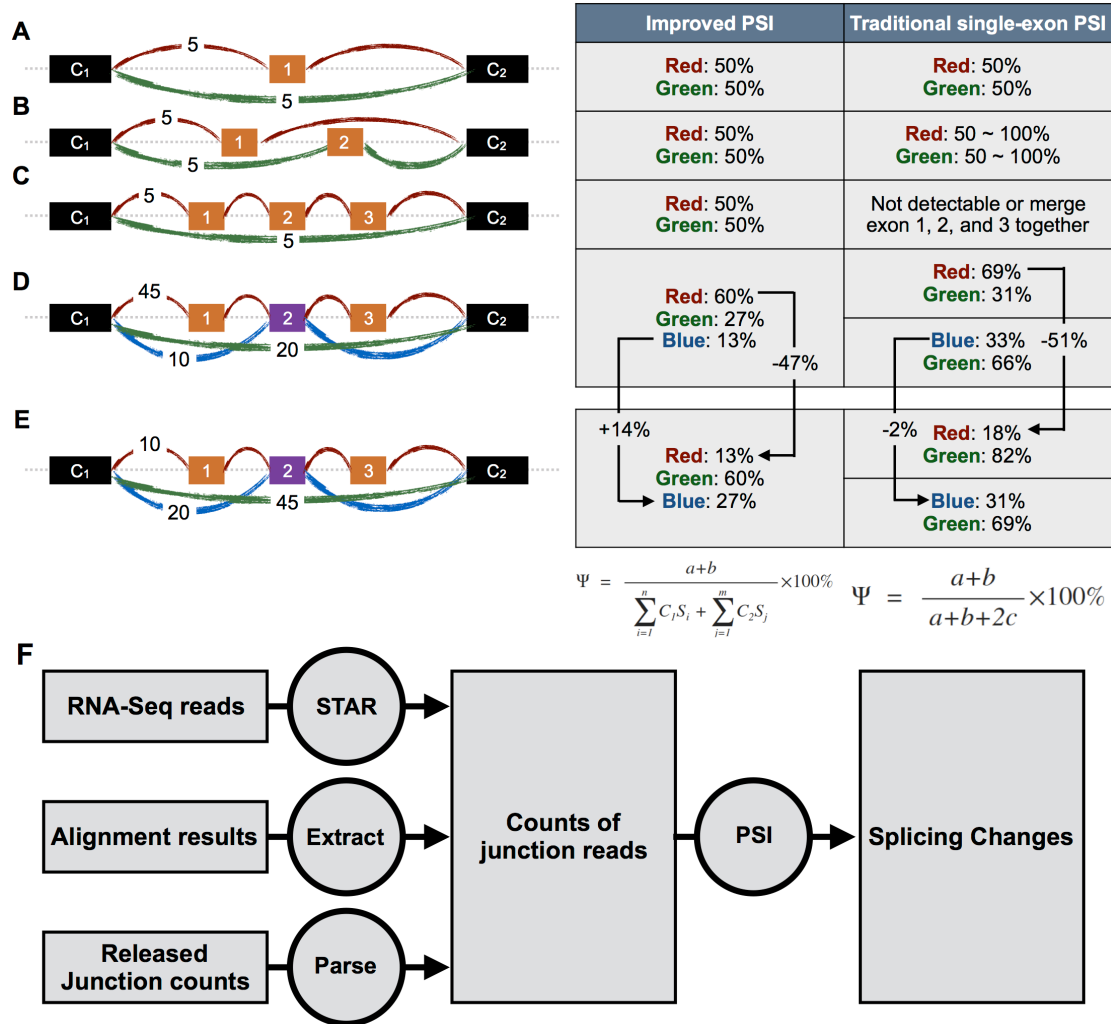 Improved PSI
Traditional single-exon PSI
A
5
C₁
1
C₂
5
Red: 50%
Green: 50%
Red: 50%
Green: 50%
B
5
C₁
1
2
C₂
5
Red: 50%
Green: 50%
Red: 50 ~ 100%
Green: 50 ~ 100%
C
5
C₁
1
2
3
C₂
5
Red: 50%
Green: 50%
Not detectable or merge
exon 1, 2, and 3 together
D
45
C₁
1
2
3
C₂
10
20
Red: 60%
Green: 27%
Blue: 13%
-47%
Red: 69%
Green: 31%
Blue: 33%
Green: 66%
-51%
E
10
C₁
1
2
3
C₂
20
45
+14%
Red: 13%
Green: 60%
Blue: 27%
-2%
Red: 18%
Green: 82%
Blue: 31%
Green: 69%
Ψ = a+b / (∑_{i=1}^{n} C₁Sᵢ + ∑_{j=1}^{m} C₂Sⱼ) ×100%
Ψ = a+b / a+b+2c ×100%
F
RNA-Seq reads
STAR
Alignment results
Extract
Released
Junction counts
Parse
Counts of
junction reads
PSI
Splicing Changes